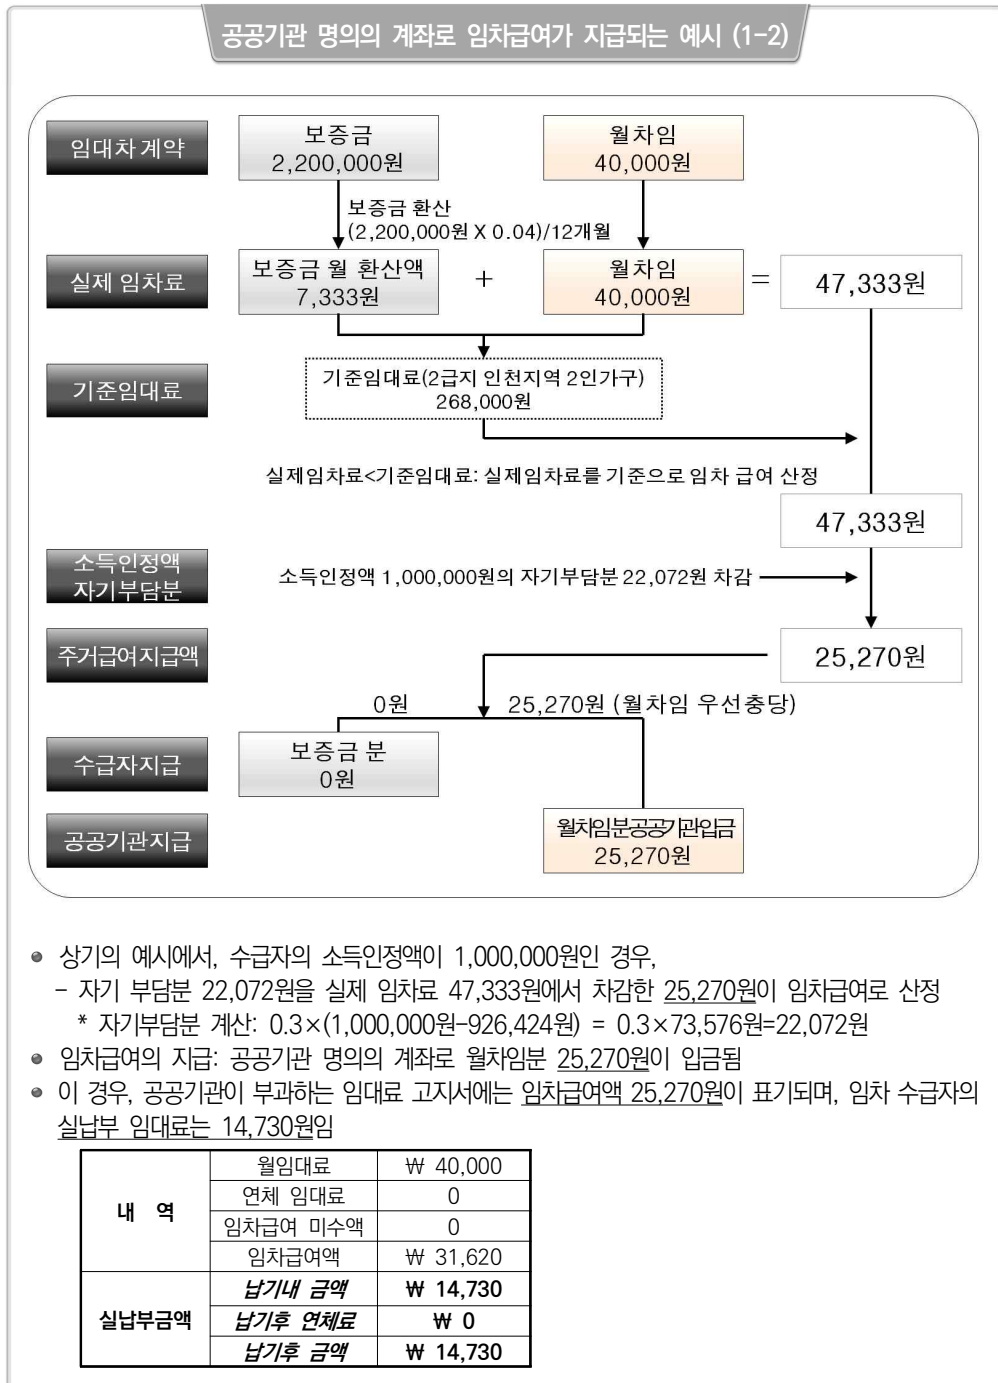 공공기관 명의의 계좌로 임차급여가 지급되는 예시 (1-2)
임대차 계약
보증금
2,200,000원
월차임
40,000원
보증금 환산
(2,200,000원 X 0.04)/12개월
실제 임차료
보증금 월 환산액
7,333원
+
월차임
40,000원
=
47,333원
기준임대료
기준임대료(2급지 인천지역 2인가구)
268,000원
실제임차료<기준임대료: 실제임차료를 기준으로 임차 급여 산정
47,333원
소득인정액
자기부담분
소득인정액 1,000,000원의 자기부담분 22,072원 차감
주거급여지급액
25,270원
0원
25,270원 (월차임 우선충당)
수급자지급
보증금 분
0원
공공기관지급
월차임분공공기관입금
25,270원
상기의 예시에서, 수급자의 소득인정액이 1,000,000원인 경우,
- 자기 부담분 22,072원을 실제 임차료 47,333원에서 차감한 25,270원이 임차급여로 산정
* 자기부담분 계산: 0.3×(1,000,000원-926,424원) = 0.3×73,576원=22,072원
임차급여의 지급: 공공기관 명의의 계좌로 월차임분 25,270원이 입금됨
이 경우, 공공기관이 부과하는 임대료 고지서에는 임차급여액 25,270원이 표기되며, 임차 수급자의
실납부 임대료는 14,730원임
내 역
월임대료 ₩ 40,000
연체 임대료 0
임차급여 미수액 0
임차급여액 ₩ 31,620
실납부금액
납기내 금액 ₩ 14,730
납기후 연체료 ₩ 0
납기후 금액 ₩ 14,730